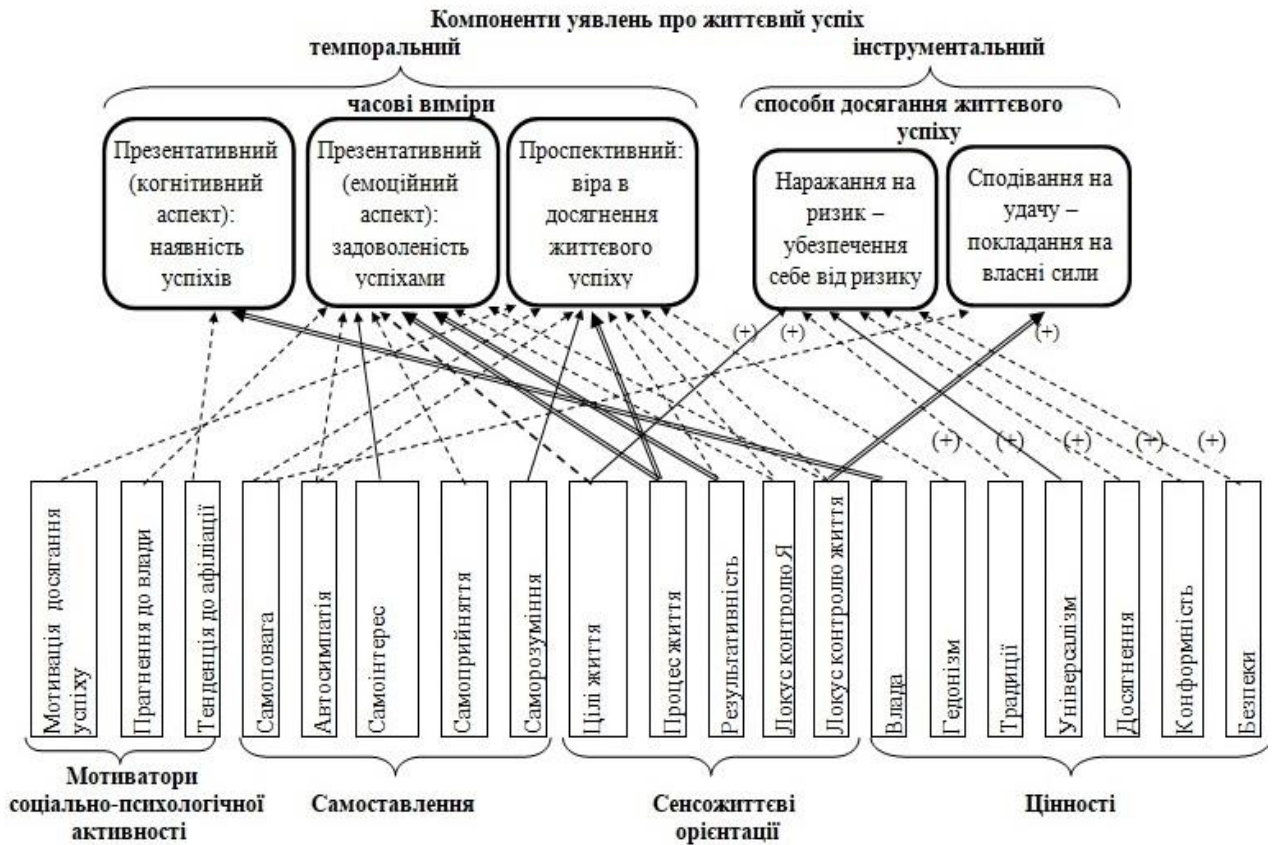 Компоненти уявлень про життєвий успіх
темпоральний
інструментальний
часові виміри
способи досягання життєвого
успіху
Презентативний
(когнітивний
аспект):
наявність
успіхів
Презентативний
(емоційний
аспект):
задоволеність
успіхами
Проспективний:
віра в
досягнення
життєвого
успіху
Наражання на
ризик –
убезпечення
себе від ризику
Сподівання на
удачу –
покладання на
власні сили
(+)
(+)
(+)
(+)
(+)
(+)
(+)
(+)
Мотивація досягання
успіху
Прагнення до влади
Тенденція до афіліації
Самоповага
Автосимпатія
Самоінтерес
Самоприйняття
Саморозуміння
Цілі життя
Процес життя
Результативність
Локус контролю Я
Локус контролю життя
Влада
Гедонізм
Традиції
Універсалізм
Досягнення
Конформність
Безпеки
Мотиватори
соціально-психологічної
активності
Самоставлення
Сенсожиттєві
орієнтації
Цінності